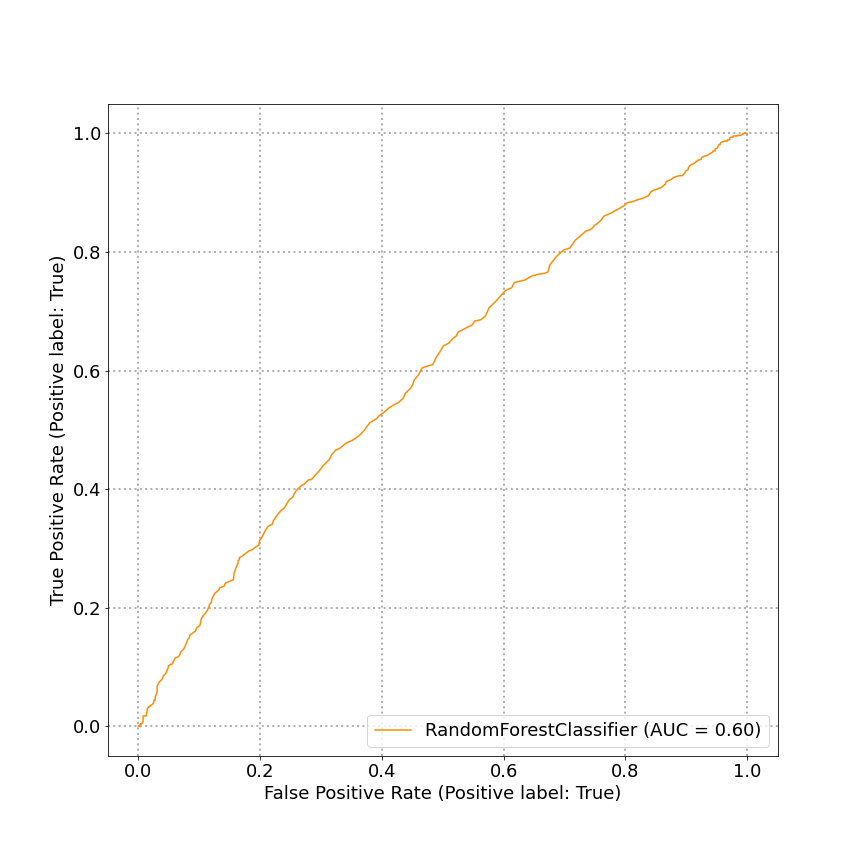 True Positive Rate (Positive label: True)
1.0
0.8
0.6
0.4
0.2
0.0
RandomForestClassifier (AUC = 0.60)
0.0 0.2 0.4 0.6 0.8 1.0
False Positive Rate (Positive label: True)